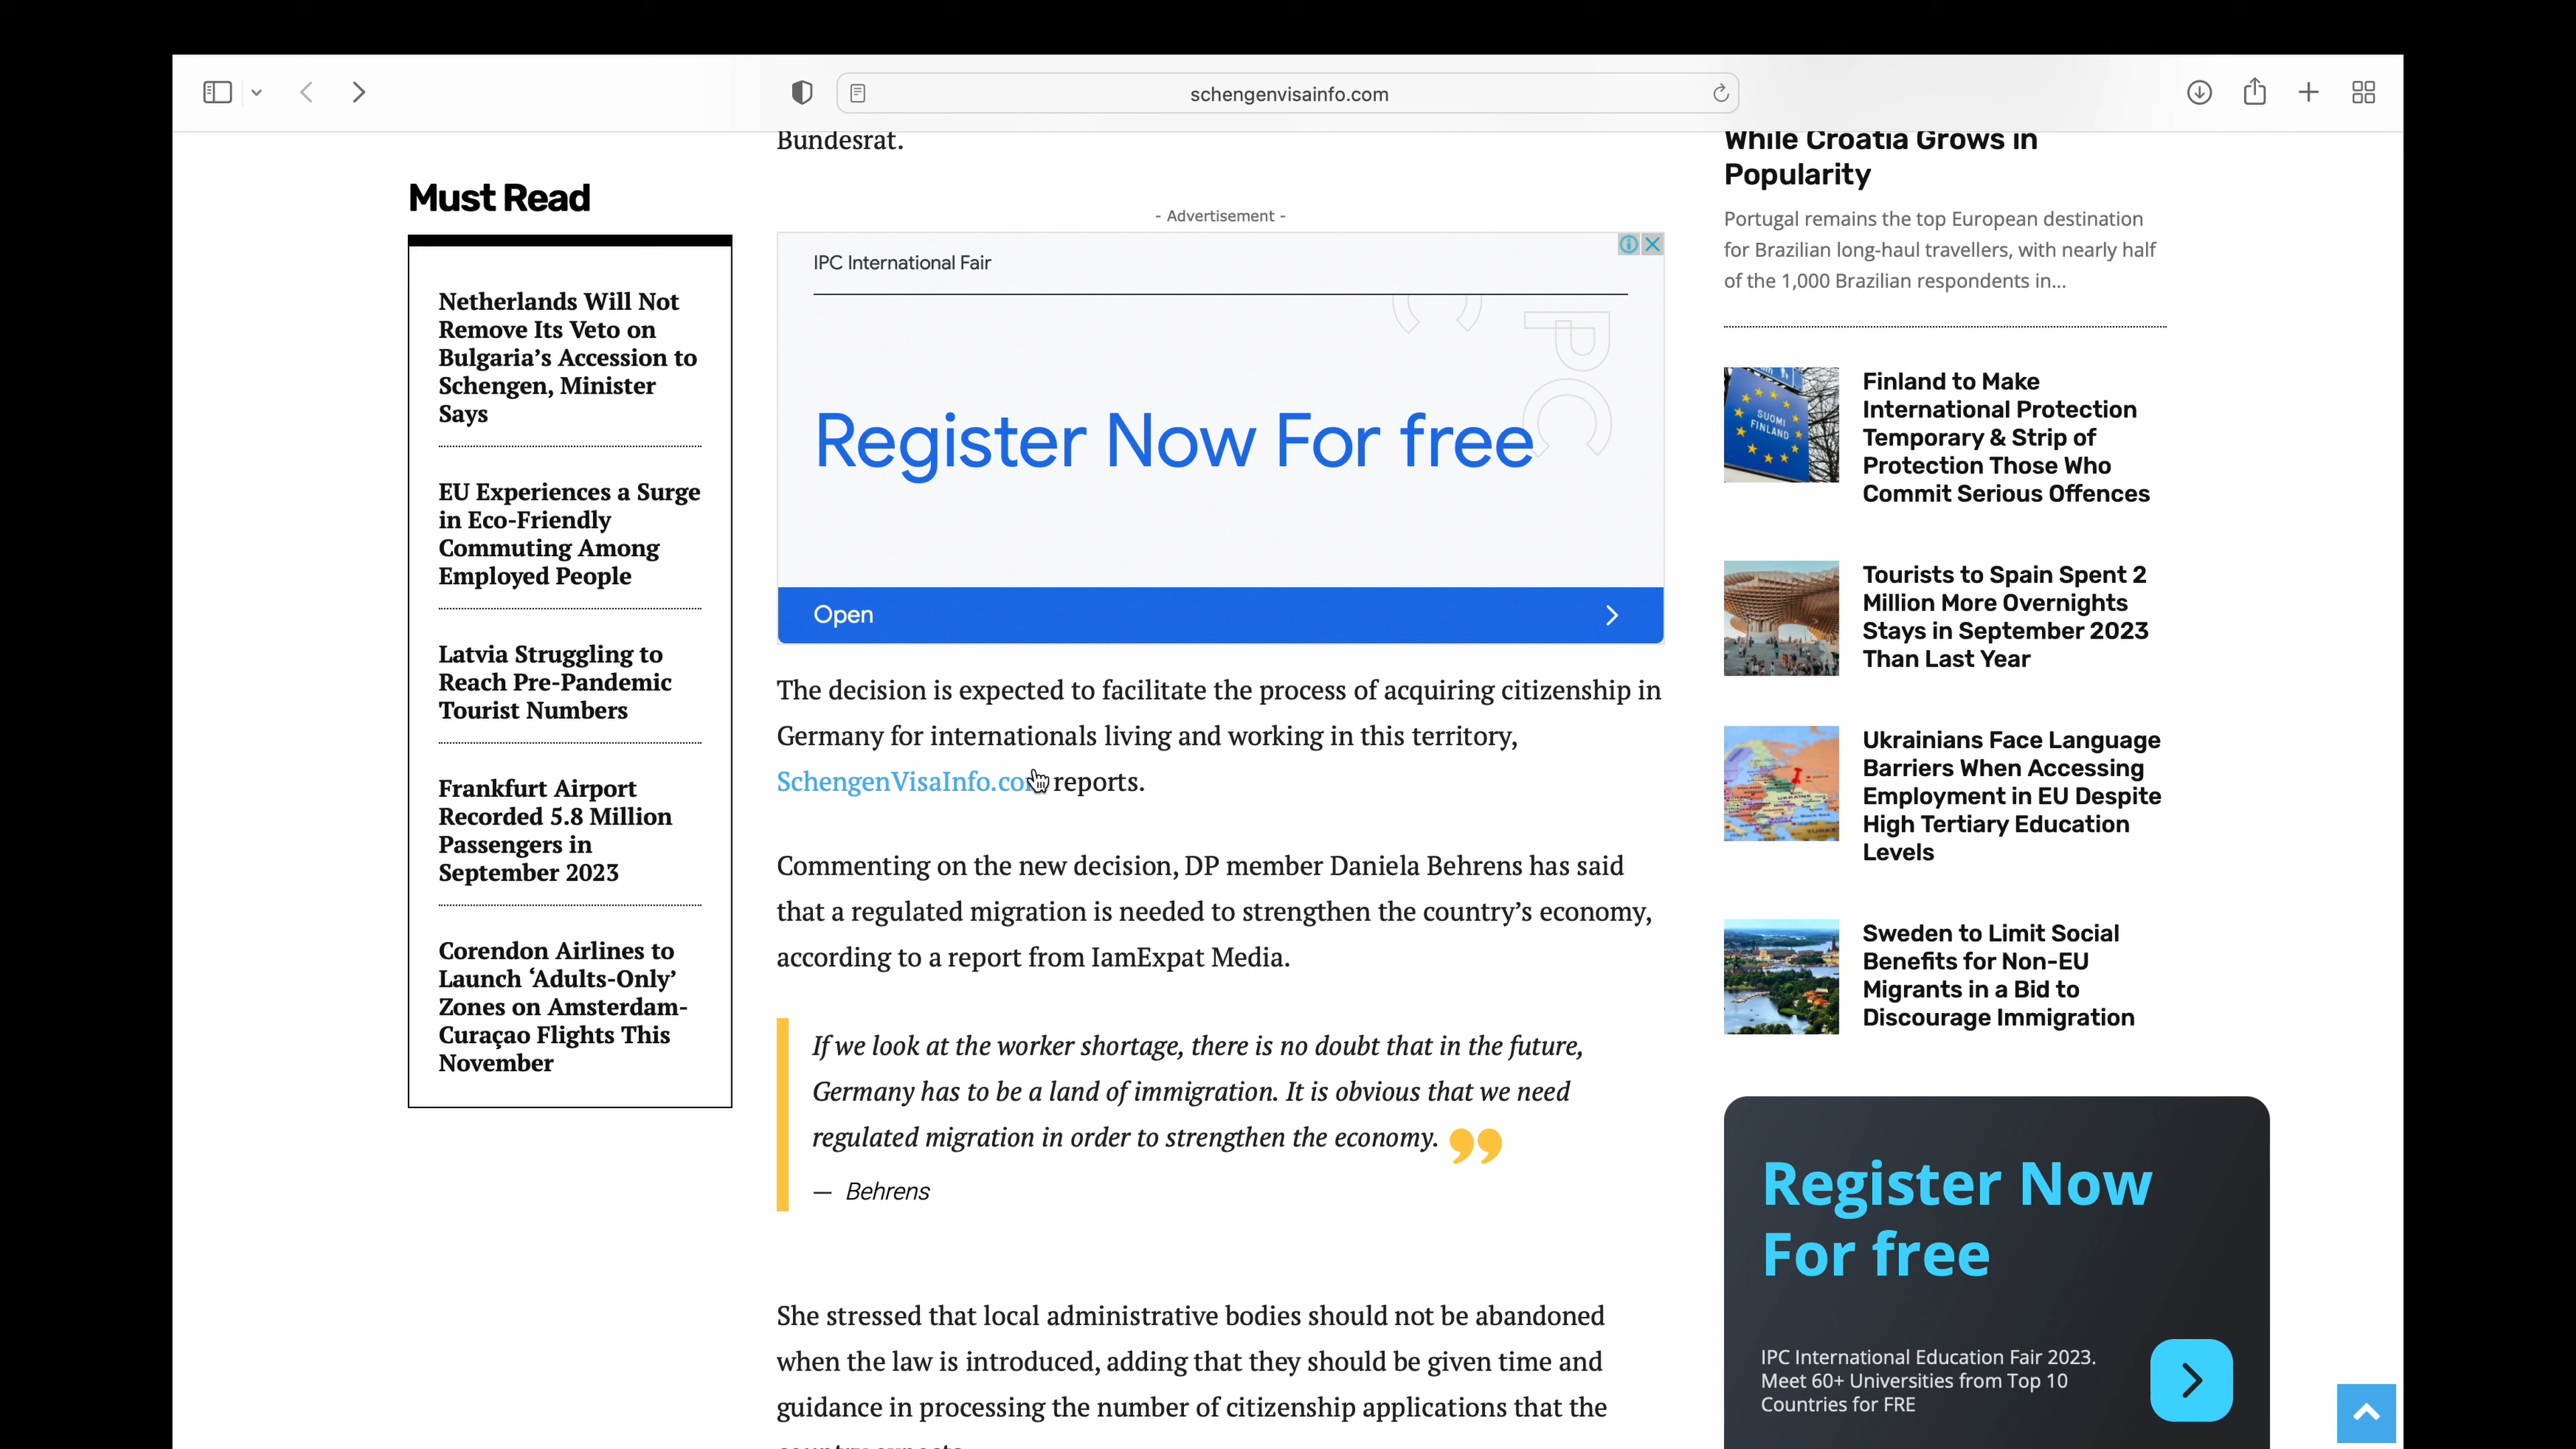 schengenvisainfo.com
Must Read
Netherlands Will Not
Remove Its Veto on
Bulgaria's Accession to
Schengen, Minister
Says
EU Experiences a Surge
in Eco-Friendly
Commuting Among
Employed People
Latvia Struggling to
Reach Pre-Pandemic
Tourist Numbers
Frankfurt Airport
Recorded 5.8 Million
Passengers in
September 2023
Corendon Airlines to
Launch ‘Adults-Only’
Zones on Amsterdam-
Curaçao Flights This
November
Bundesrat.
- Advertisement -
IPC International Fair
PC
Register Now For free
Open
The decision is expected to facilitate the process of acquiring citizenship in
Germany for internationals living and working in this territory,
SchengenVisaInfo.com reports.
Commenting on the new decision, DP member Daniela Behrens has said
that a regulated migration is needed to strengthen the country's economy,
according to a report from IamExpat Media.
If we look at the worker shortage, there is no doubt that in the future,
Germany has to be a land of immigration. It is obvious that we need
regulated migration in order to strengthen the economy. ”
— Behrens
She stressed that local administrative bodies should not be abandoned
when the law is introduced, adding that they should be given time and
guidance in processing the number of citizenship applications that the
While Croatia Grows in
Popularity
Portugal remains the top European destination
for Brazilian long-haul travellers, with nearly half
of the 1,000 Brazilian respondents in...
SUOMI
FINLAND
Finland to Make
International Protection
Temporary & Strip of
Protection Those Who
Commit Serious Offences
Tourists to Spain Spent 2
Million More Overnights
Stays in September 2023
Than Last Year
Ukrainians Face Language
Barriers When Accessing
Employment in EU Despite
High Tertiary Education
Levels
Sweden to Limit Social
Benefits for Non-EU
Migrants in a Bid to
Discourage Immigration
Register Now
For free
IPC International Education Fair 2023.
Meet 60+ Universities from Top 10
Countries for FRE